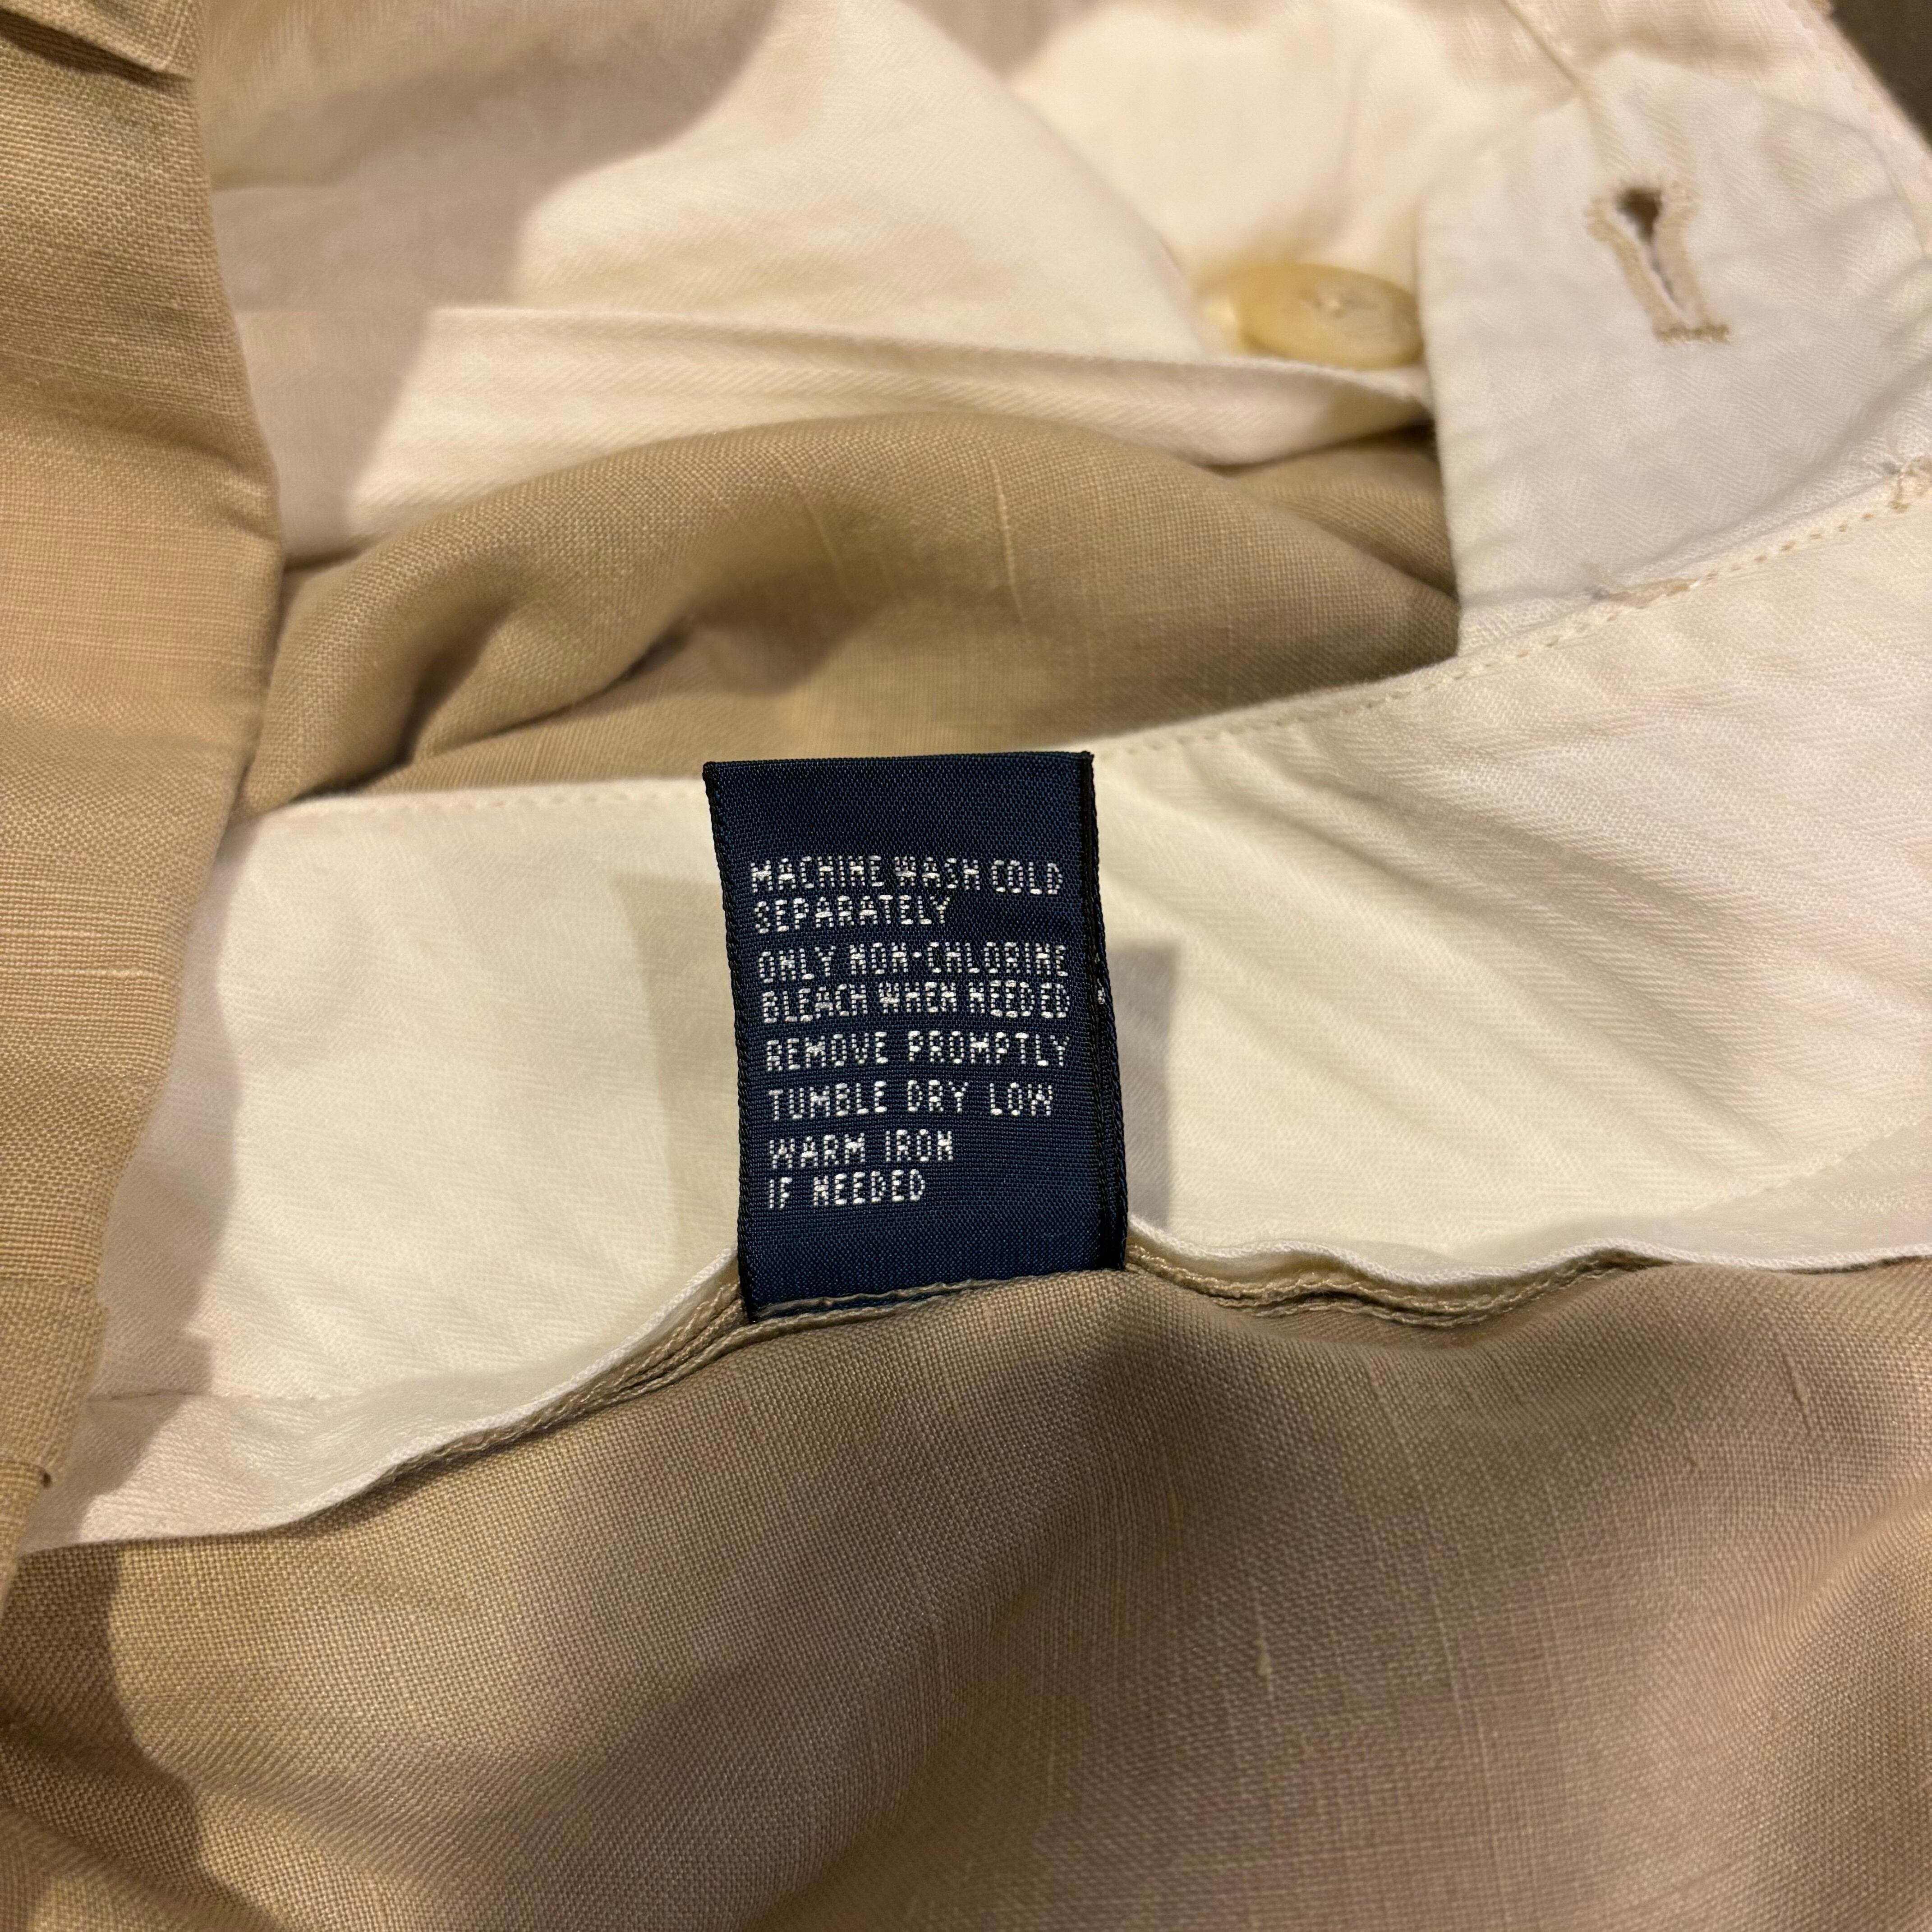 MACHINE WASH COLD
SEPARATELY
ONLY NON-CHLORINE
BLEACH WHEN NEEDED
REMOVE PROMPTLY
TUMBLE DRY LOW
WARM IRON
IF NEEDED